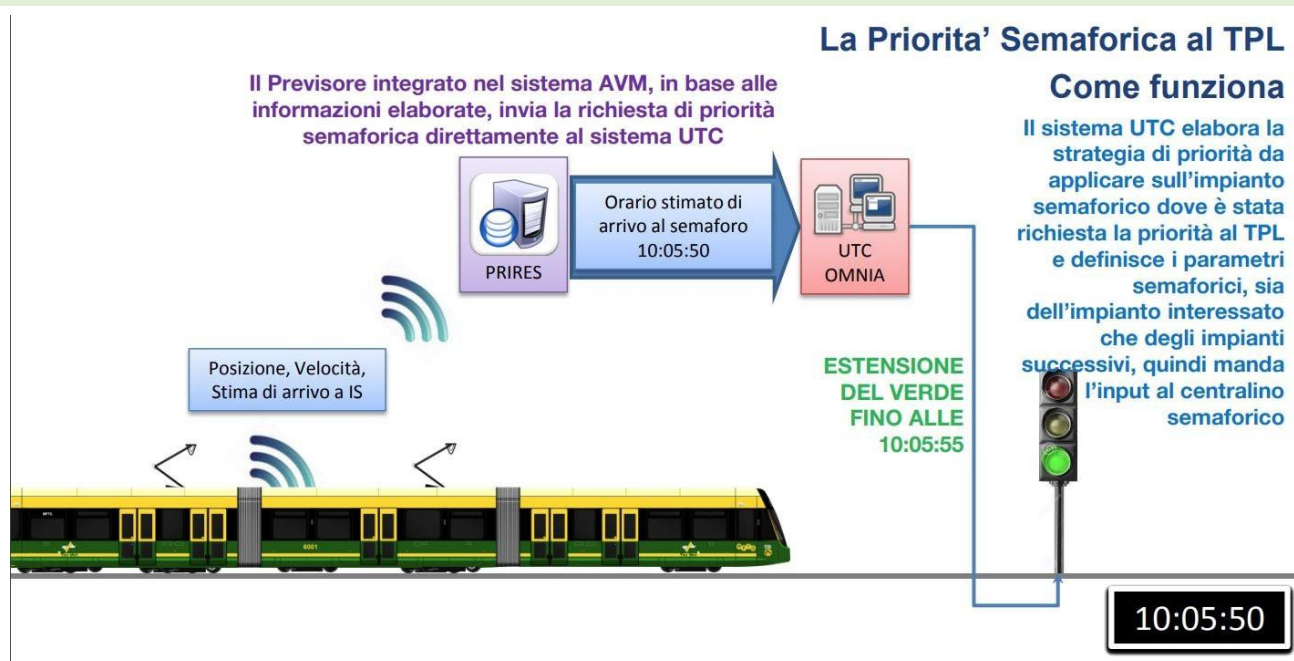 La Priorita’ Semaforica al TPL
Come funziona
Il Previsore integrato nel sistema AVM, in base alle
informazioni elaborate, invia la richiesta di priorità
semaforica direttamente al sistema UTC
Il sistema UTC elabora la
strategia di priorità da
applicare sull’impianto
semaforico dove è stata
richiesta la priorità al TPL
e definisce i parametri
semaforici, sia
dell’impianto interessato
che degli impianti
successivi, quindi manda
l’input al centralino
semaforico
PRIRES
Orario stimato di
arrivo al semaforo
10:05:50
UTC
OMNIA
Posizione, Velocità,
Stima di arrivo a IS
ESTENSIONE
DEL VERDE
FINO ALLE
10:05:55
6001
10:05:50